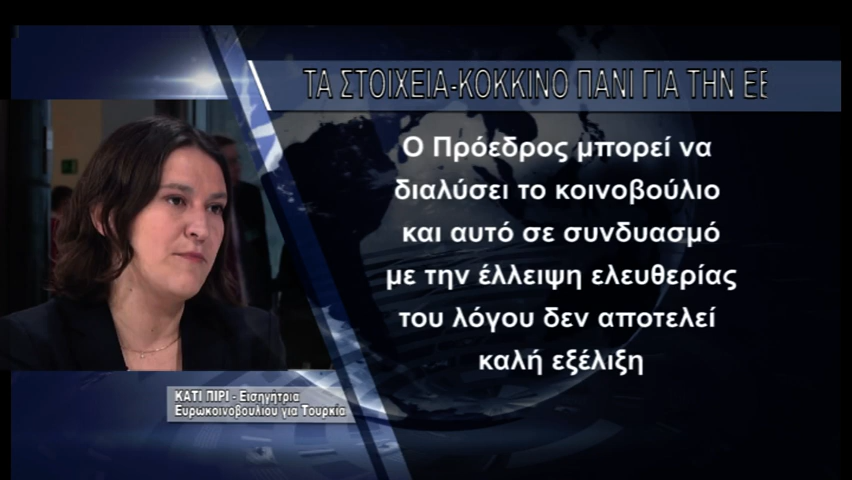 ΤΑ ΣΤΟΙΧΕΙΑ-ΚΟΚΚΙΝΟ ΠΑΝΙ ΓΙΑ ΤΗΝ ΕΕ
Ο Πρόεδρος μπορεί να
διαλύσει το κοινοβούλιο
και αυτό σε συνδυασμό
με την έλλειψη ελευθερίας
του λόγου δεν αποτελεί
καλή εξέλιξη
ΚΑΤΙ ΠΙΡΙ - Εισηγήτρια
Ευρωκοινοβουλιου για Τουρκία